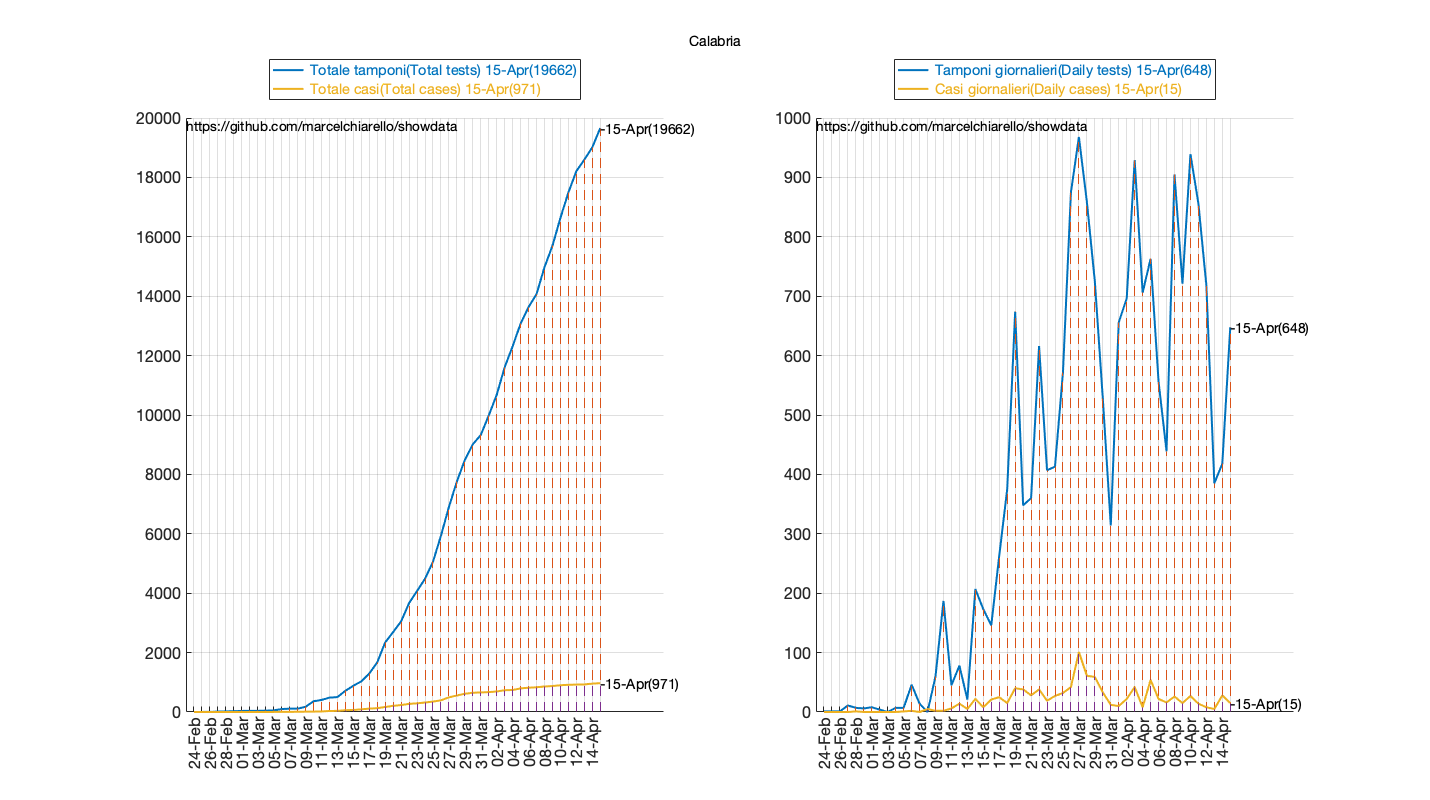 Calabria
Totale tamponi(Total tests) 15-Apr(19662)
Totale casi(Total cases) 15-Apr(971)
20000
18000
16000
14000
12000
10000
8000
6000
4000
2000
0
https://github.com/marcelchiarello/showdata
15-Apr(19662)
15-Apr(971)
24-Feb
26-Feb
28-Feb
01-Mar
03-Mar
05-Mar
07-Mar
09-Mar
11-Mar
13-Mar
15-Mar
17-Mar
19-Mar
21-Mar
23-Mar
25-Mar
27-Mar
29-Mar
31-Mar
02-Apr
04-Apr
06-Apr
08-Apr
10-Apr
12-Apr
14-Apr
Tamponi giornalieri(Daily tests) 15-Apr(648)
Casi giornalieri(Daily cases) 15-Apr(15)
1000
900
800
700
600
500
400
300
200
100
0
https://github.com/marcelchiarello/showdata
15-Apr(648)
15-Apr(15)
24-Feb
26-Feb
28-Feb
01-Mar
03-Mar
05-Mar
07-Mar
09-Mar
11-Mar
13-Mar
15-Mar
17-Mar
19-Mar
21-Mar
23-Mar
25-Mar
27-Mar
29-Mar
31-Mar
02-Apr
04-Apr
06-Apr
08-Apr
10-Apr
12-Apr
14-Apr